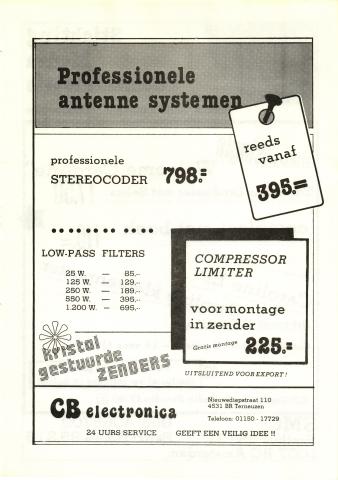 Professionele
antenne systemen
reeds
vanaf
395.=
professionele
STEREOCODER 798.=
LOW-PASS FILTERS
25 W. — 85,-
125 W. — 129,-
250 W. — 189,-
550 W. — 395,-
1.200 W. — 695,-
COMPRESSOR
LIMITER
voor montage
in zender
Gratis montage 225.=
kristal
gestuurde
ZENDERS
UITSLUITEND VOOR EXPORT!
CB electronica
Nieuwediepstraat 110
4531 BR Terneuzen
Telefoon: 01150 - 17729
24 UURS SERVICE GEEFT EEN VEILIG IDEE !!